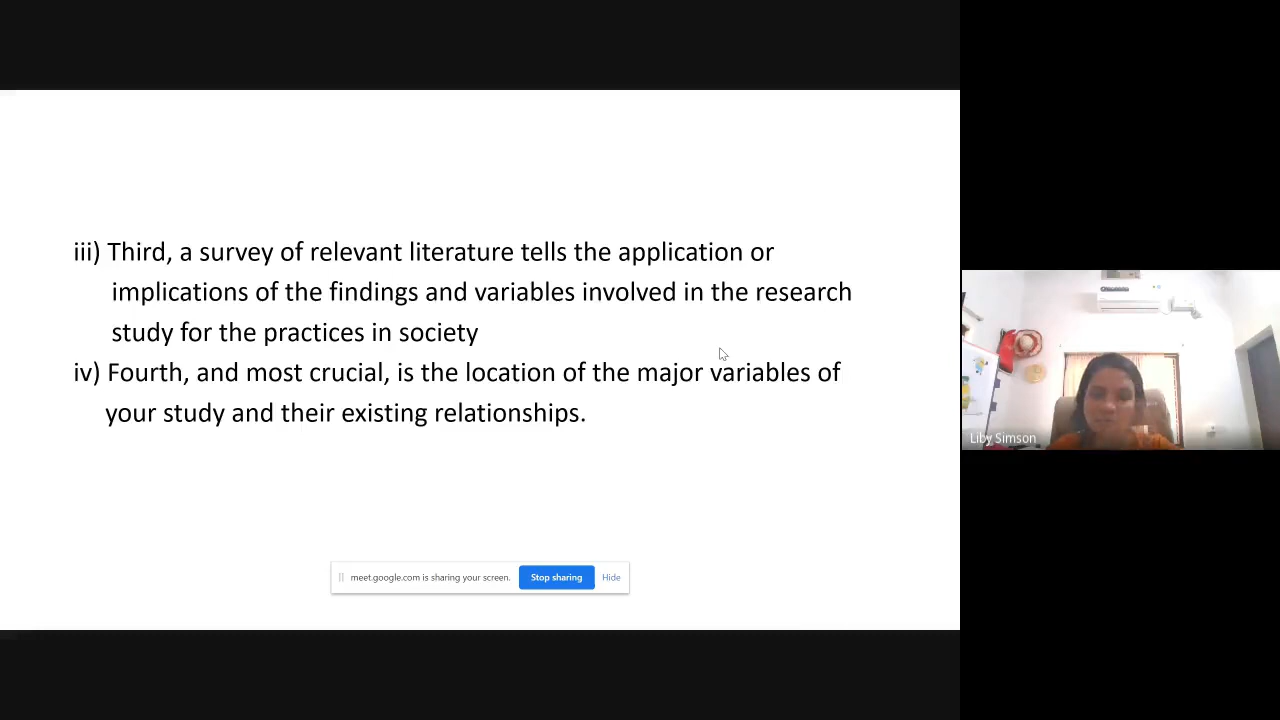 iii) Third, a survey of relevant literature tells the application or
implications of the findings and variables involved in the research
study for the practices in society
iv) Fourth, and most crucial, is the location of the major variables of
your study and their existing relationships.
meet.google.com is sharing your screen. Stop sharing Hide
Liby Simson